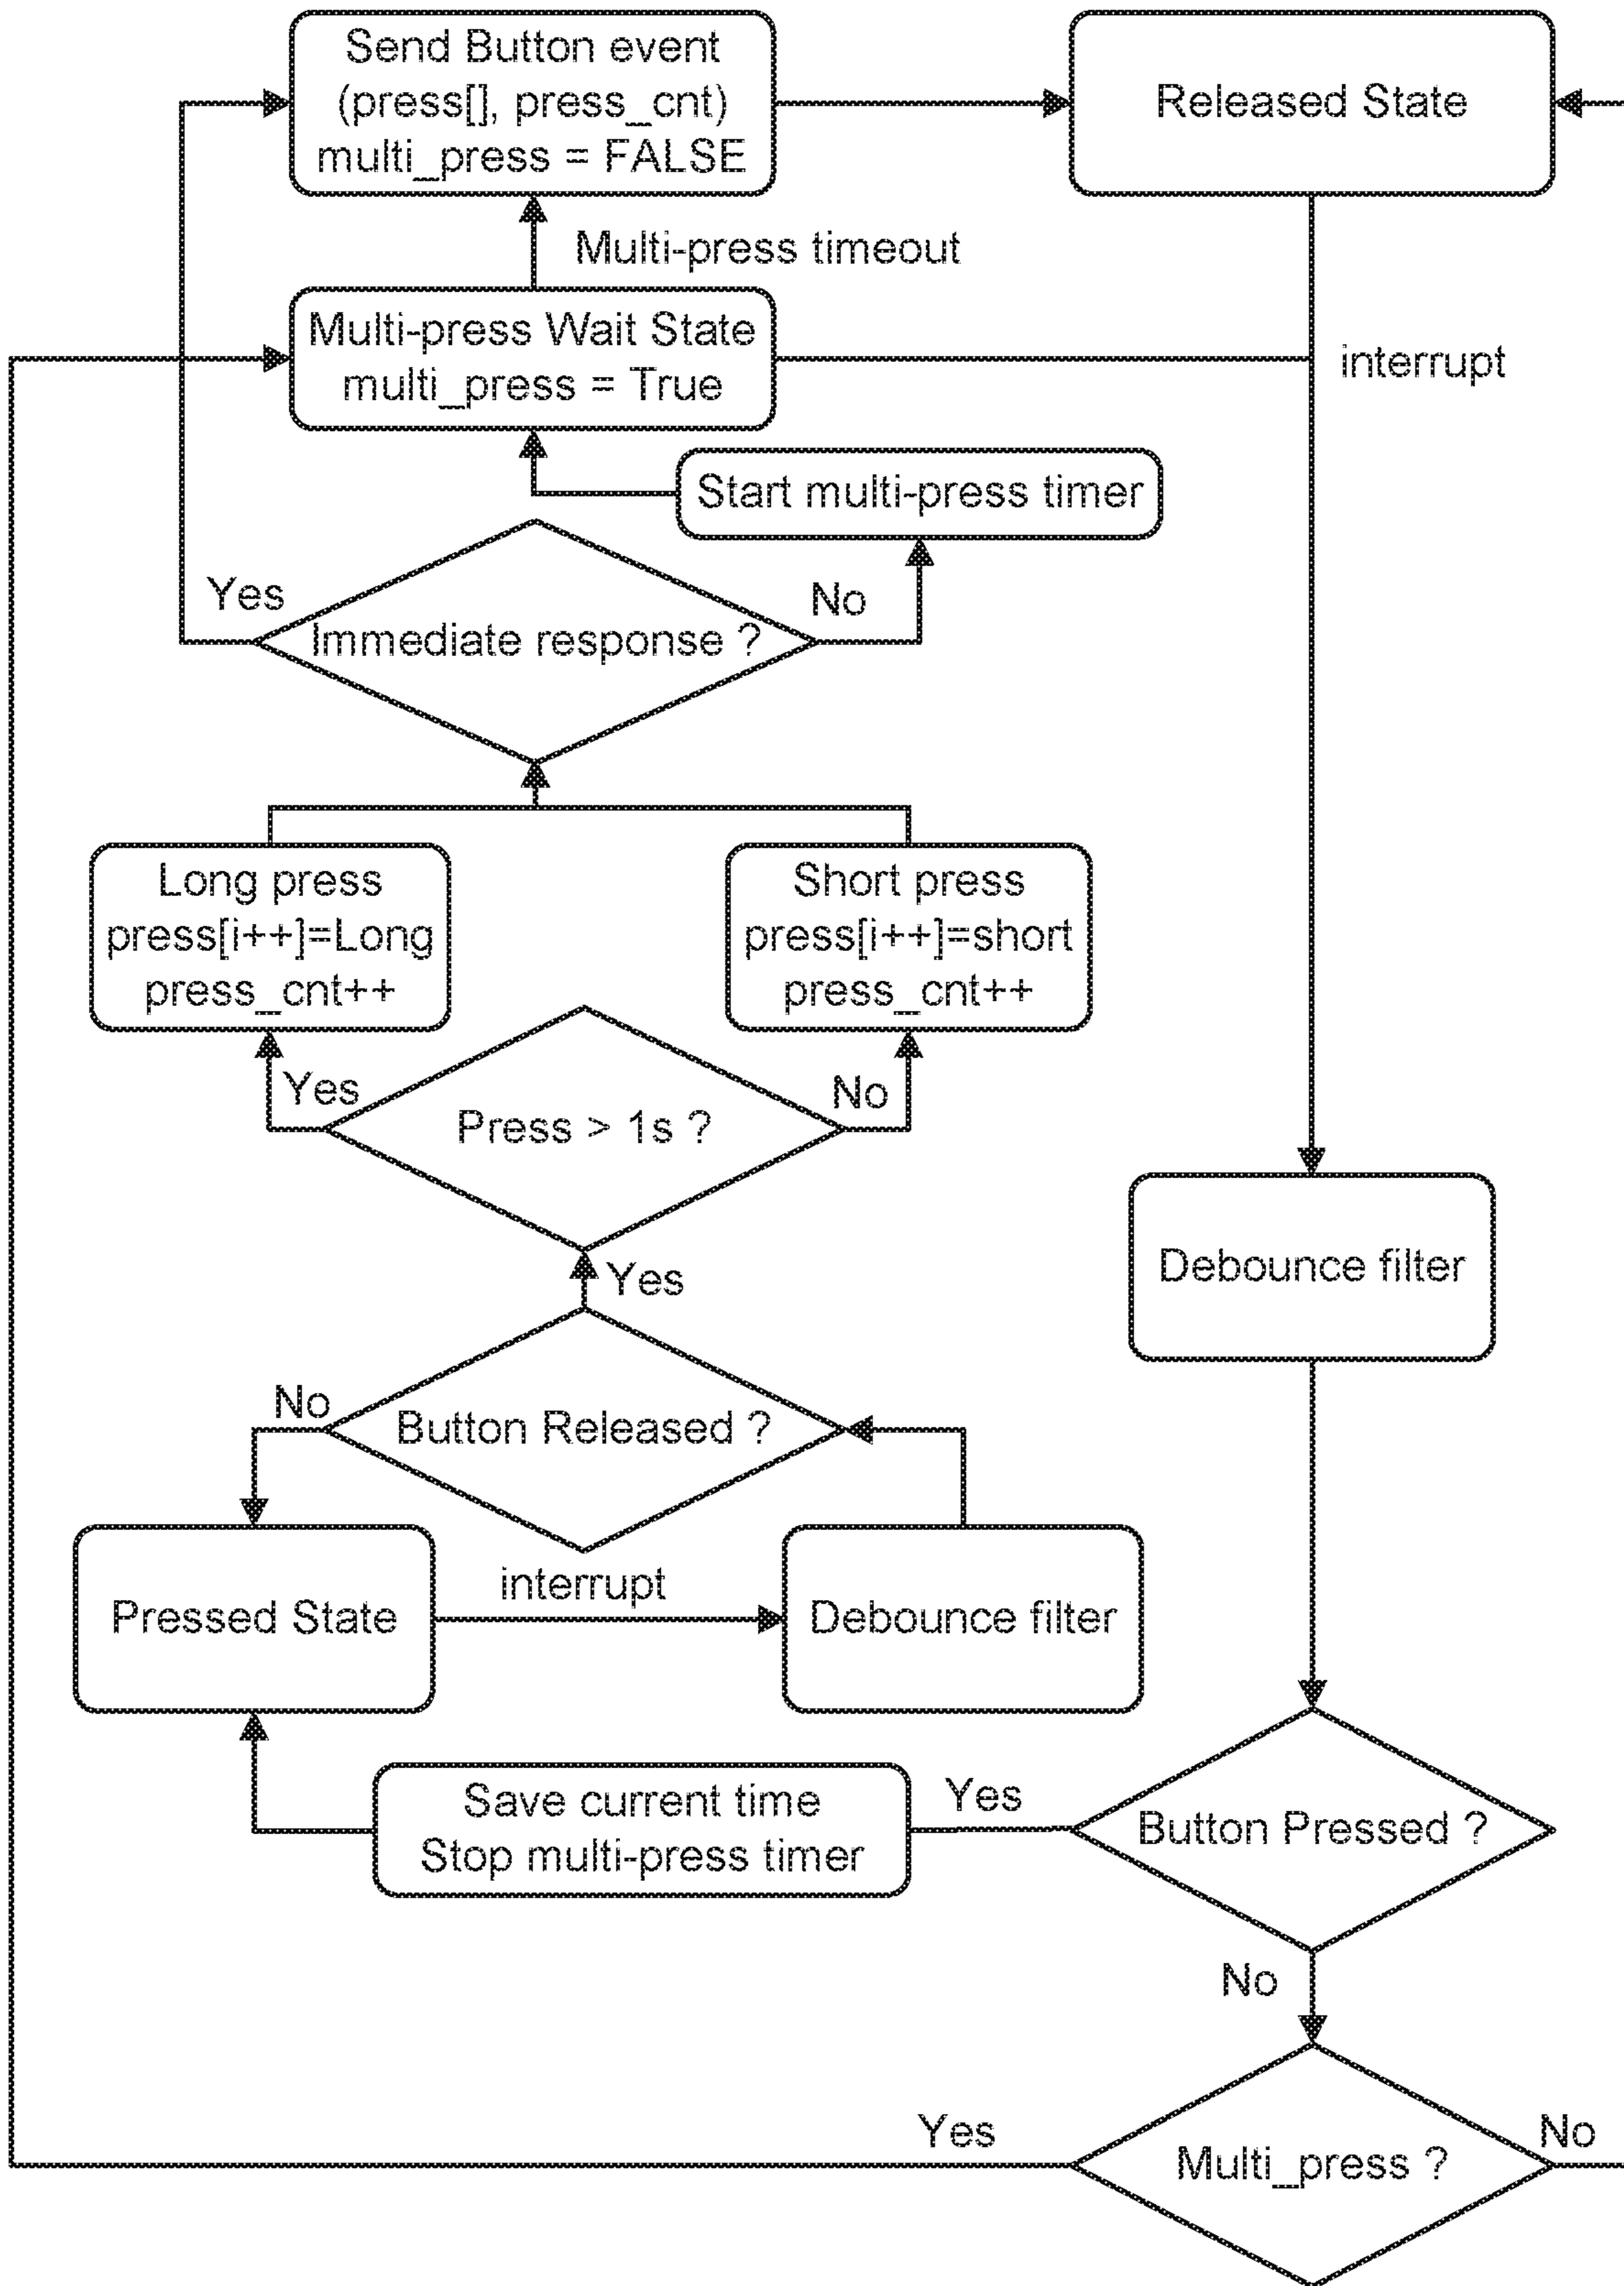 Send Button event
(press[], press_cnt)
multi_press = FALSE
Released State
Multi-press timeout
Multi-press Wait State
multi_press = True
interrupt
Start multi-press timer
Yes
No
Immediate response ?
Long press
press[i++]=Long
press_cnt++
Short press
press[i++]=short
press_cnt++
Yes
No
Press > 1s ?
Debounce filter
Yes
No
Button Released ?
interrupt
Pressed State
Debounce filter
Save current time
Stop multi-press timer
Yes
Button Pressed ?
No
Yes
No
Multi_press ?